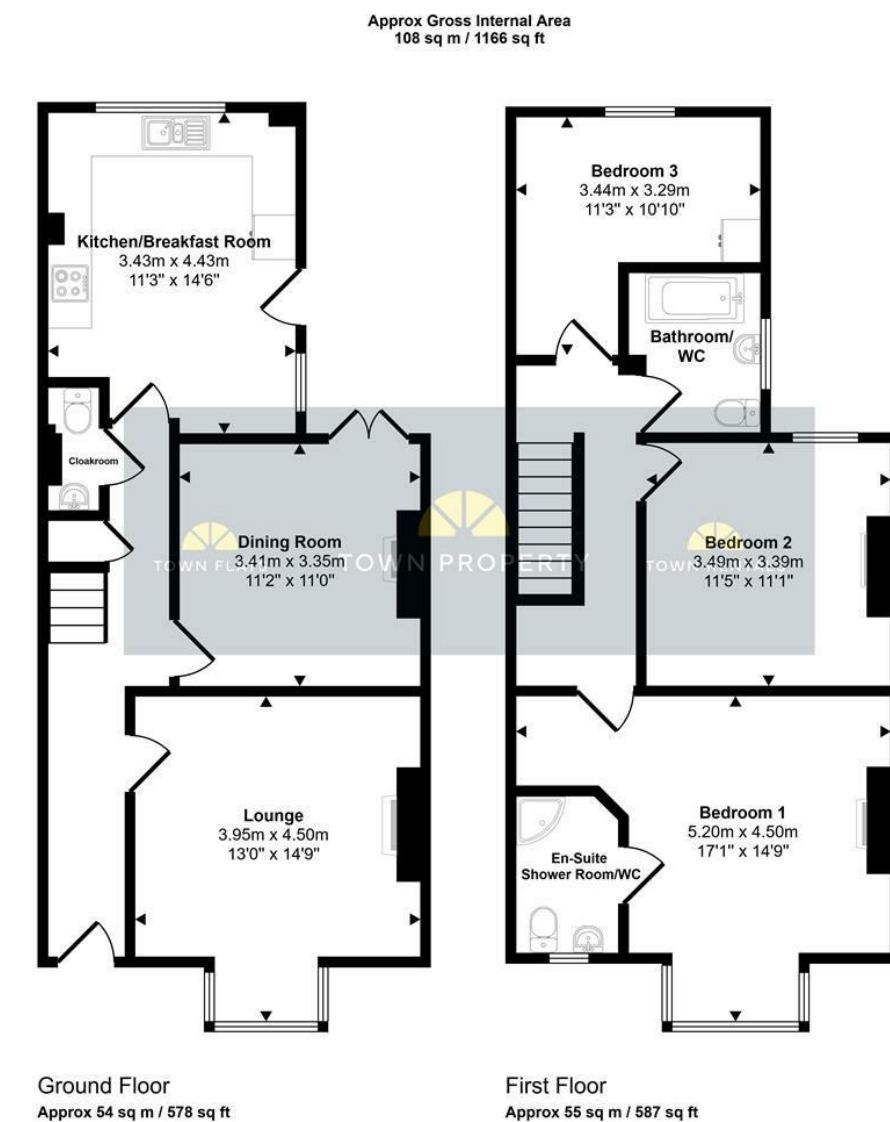 Approx Gross Internal Area
108 sq m / 1166 sq ft
Kitchen/Breakfast Room
3.43m x 4.43m
11'3" x 14'6"
Cloakroom
Dining Room
3.41m x 3.35m
11'2" x 11'0"
Lounge
3.95m x 4.50m
13'0" x 14'9"
Bedroom 3
3.44m x 3.29m
11'3" x 10'10"
Bathroom/
WC
Bedroom 2
3.49m x 3.39m
11'5" x 11'1"
Bedroom 1
5.20m x 4.50m
17'1" x 14'9"
En-Suite
Shower Room/WC
TOWN FLATS
TOWN PROPERTY
TOWN RENTALS
Ground Floor
Approx 54 sq m / 578 sq ft
First Floor
Approx 55 sq m / 587 sq ft